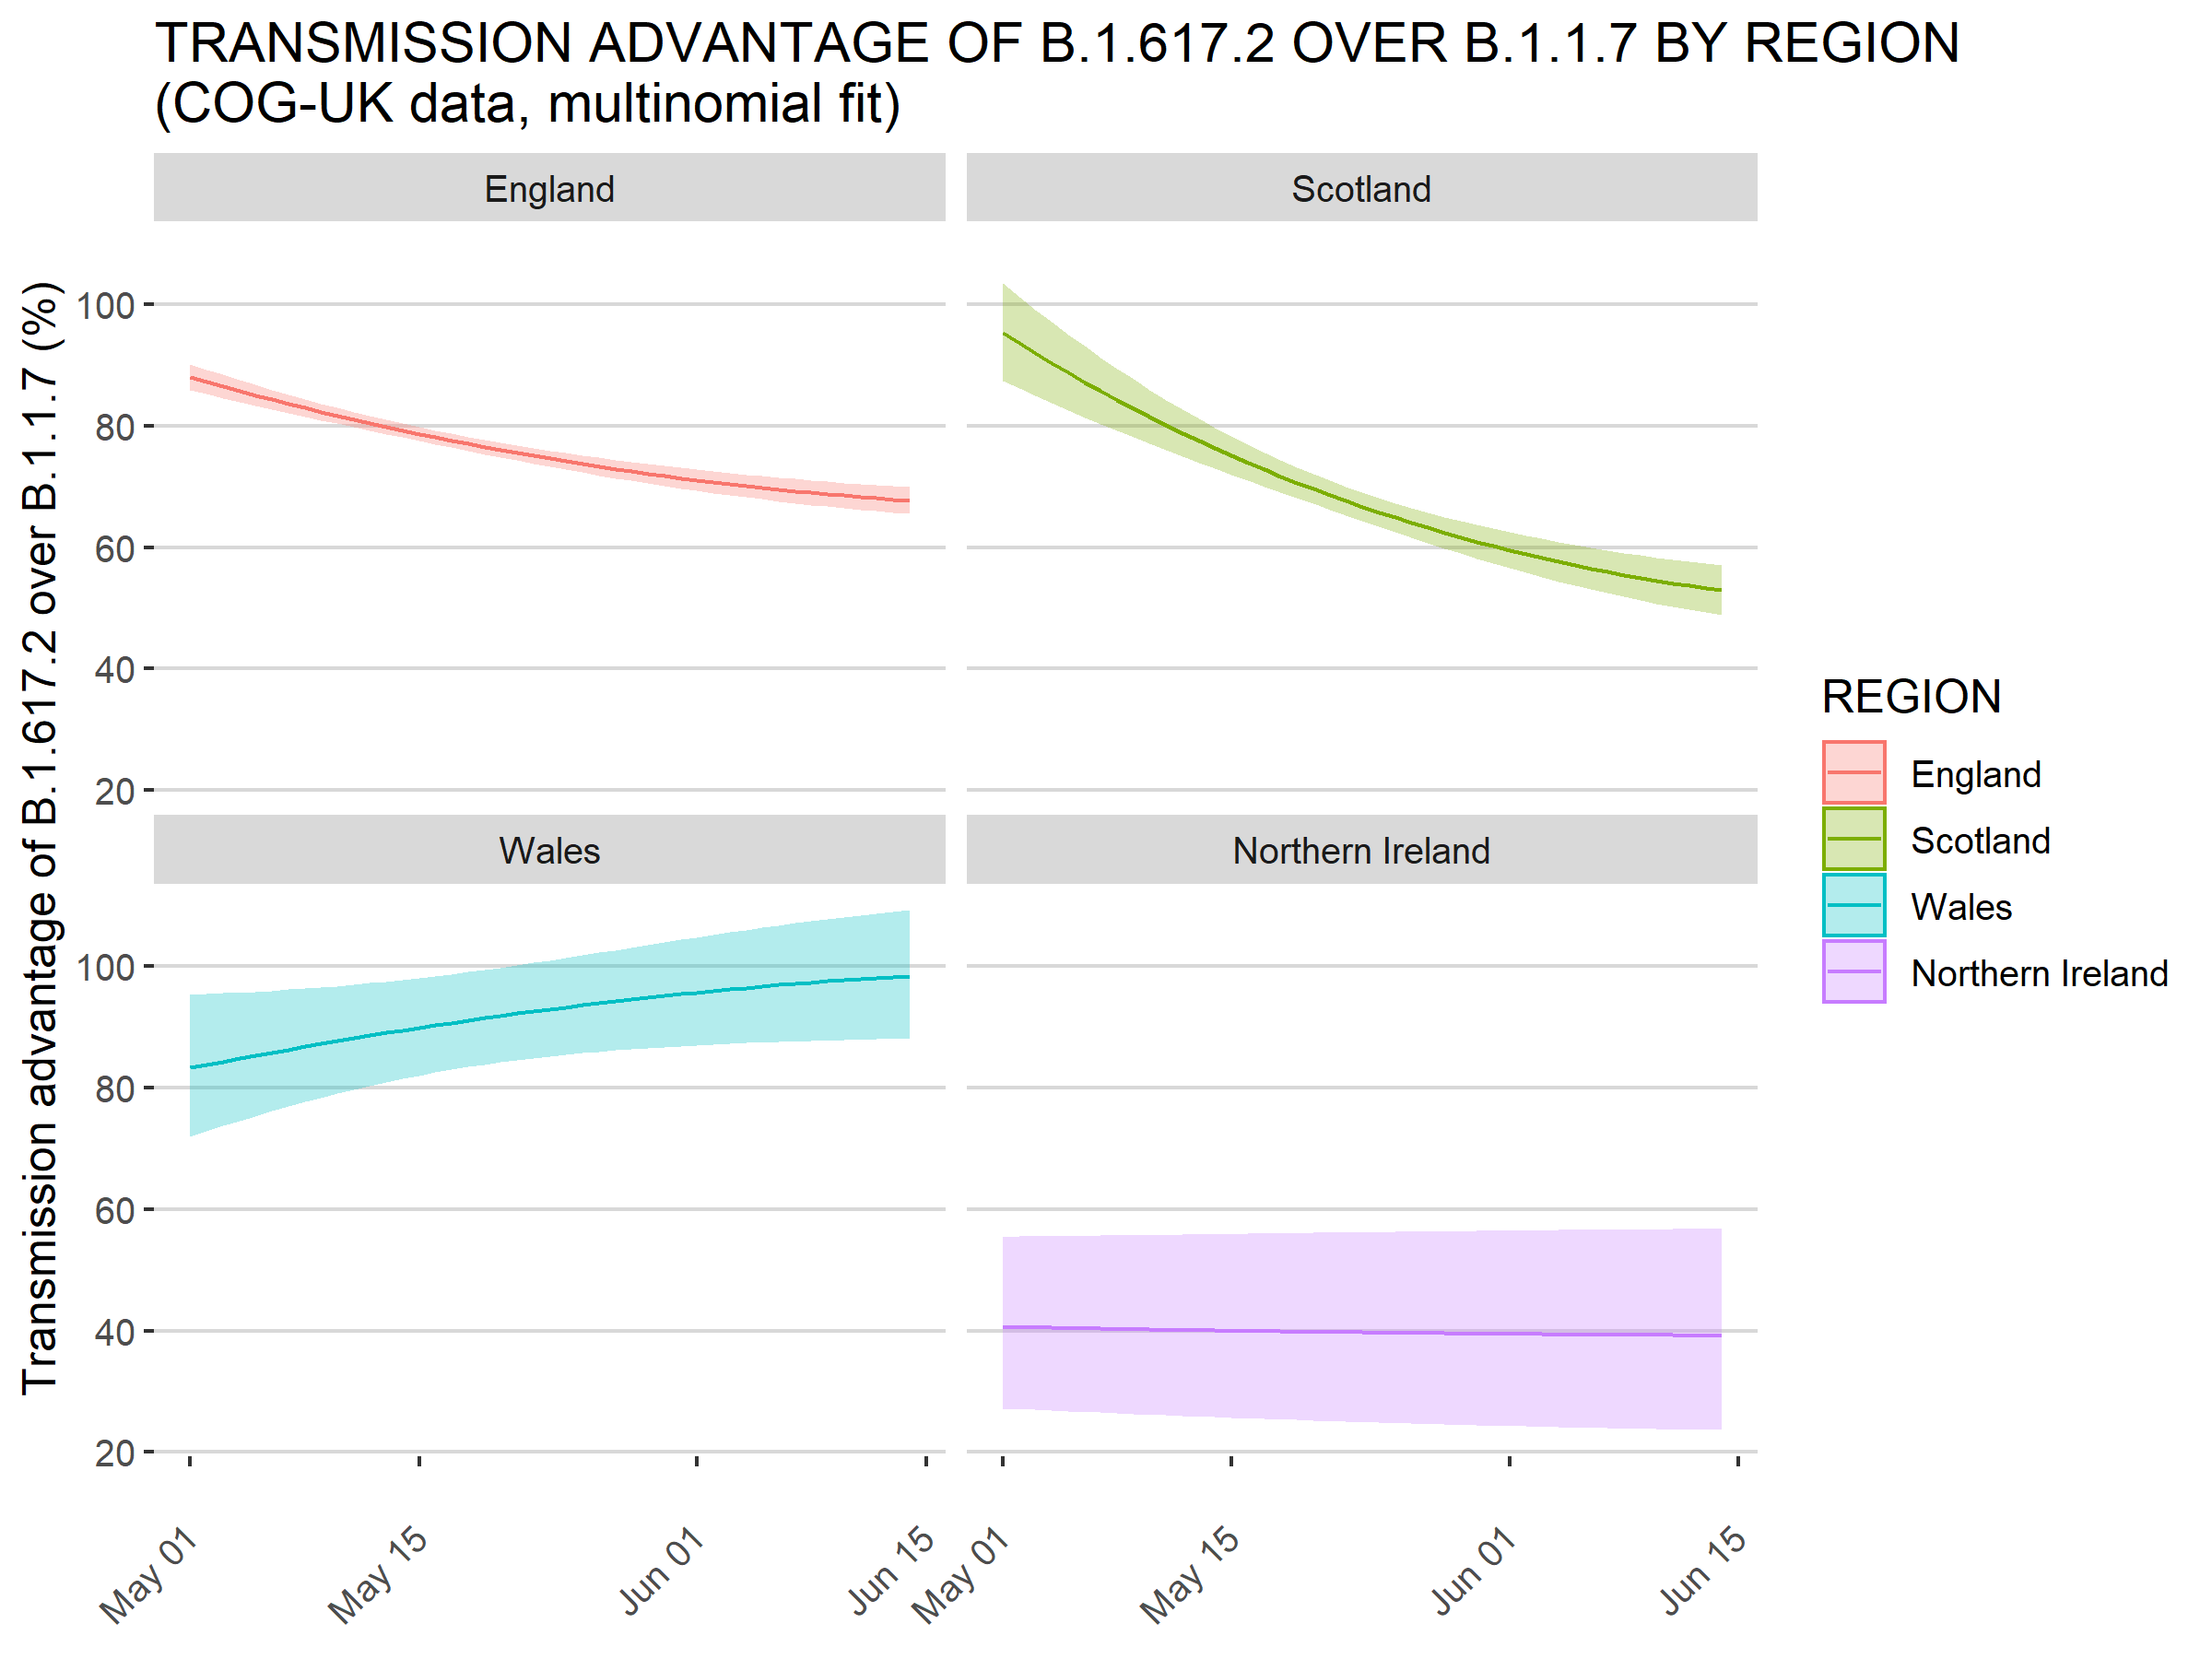 TRANSMISSION ADVANTAGE OF B.1.617.2 OVER B.1.1.7 BY REGION
(COG-UK data, multinomial fit)
Transmission advantage of B.1.617.2 over B.1.1.7 (%)
England
Scotland
100
80
60
40
20
Wales
Northern Ireland
100
80
60
40
20
May 01
May 15
Jun 01
Jun 15
May 01
May 15
Jun 01
Jun 15
REGION
England
Scotland
Wales
Northern Ireland